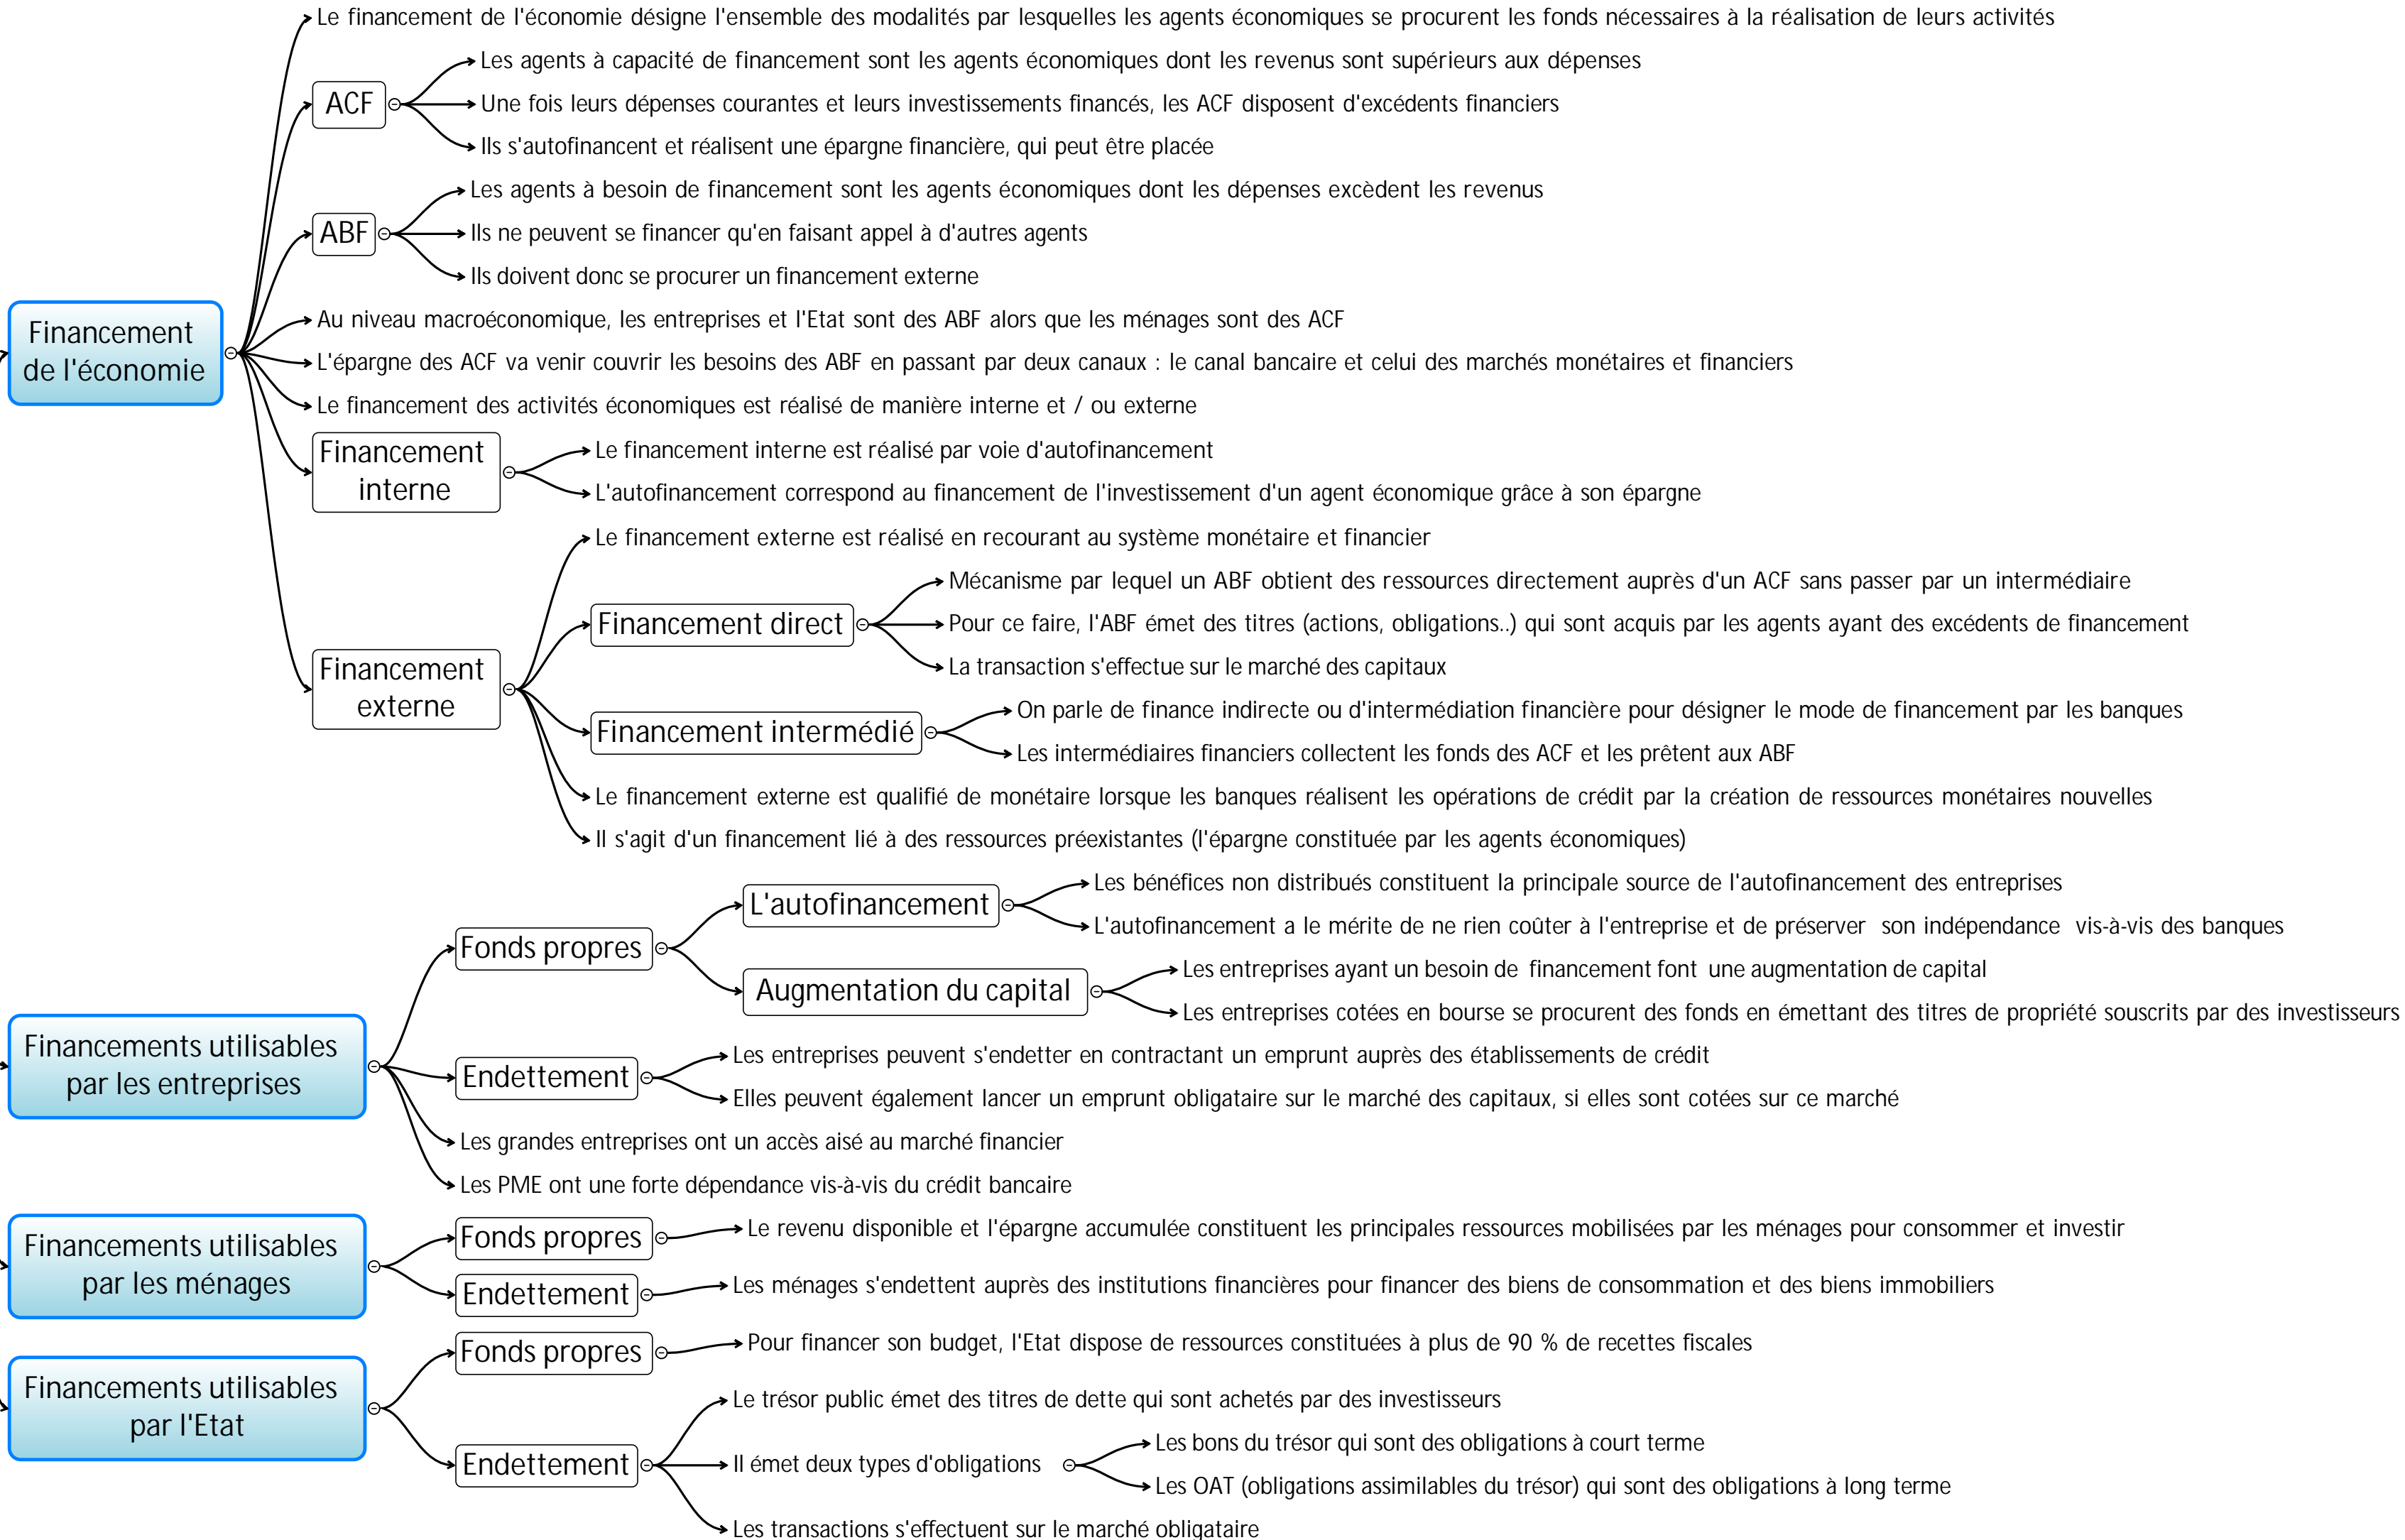 Le financement de l'économie désigne l'ensemble des modalités par lesquelles les agents économiques se procurent les fonds nécessaires à la réalisation de leurs activités
ACF
Les agents à capacité de financement sont les agents économiques dont les revenus sont supérieurs aux dépenses
Une fois leurs dépenses courantes et leurs investissements financés, les ACF disposent d'excédents financiers
Ils s'autofinancent et réalisent une épargne financière, qui peut être placée
ABF
Les agents à besoin de financement sont les agents économiques dont les dépenses excèdent les revenus
Ils ne peuvent se financer qu'en faisant appel à d'autres agents
Ils doivent donc se procurer un financement externe
Financement
de l'économie
Au niveau macroéconomique, les entreprises et l'Etat sont des ABF alors que les ménages sont des ACF
L'épargne des ACF va venir couvrir les besoins des ABF en passant par deux canaux : le canal bancaire et celui des marchés monétaires et financiers
Le financement des activités économiques est réalisé de manière interne et / ou externe
Financement
interne
Le financement interne est réalisé par voie d'autofinancement
L'autofinancement correspond au financement de l'investissement d'un agent économique grâce à son épargne
Financement
externe
Le financement externe est réalisé en recourant au système monétaire et financier
Financement direct
Mécanisme par lequel un ABF obtient des ressources directement auprès d'un ACF sans passer par un intermédiaire
Pour ce faire, l'ABF émet des titres (actions, obligations..) qui sont acquis par les agents ayant des excédents de financement
La transaction s'effectue sur le marché des capitaux
Financement intermédié
On parle de finance indirecte ou d'intermédiation financière pour désigner le mode de financement par les banques
Les intermédiaires financiers collectent les fonds des ACF et les prêtent aux ABF
Le financement externe est qualifié de monétaire lorsque les banques réalisent les opérations de crédit par la création de ressources monétaires nouvelles
Il s'agit d'un financement lié à des ressources préexistantes (l'épargne constituée par les agents économiques)
Financements utilisables
par les entreprises
Fonds propres
L'autofinancement
Les bénéfices non distribués constituent la principale source de l'autofinancement des entreprises
L'autofinancement a le mérite de ne rien coûter à l'entreprise et de préserver son indépendance vis-à-vis des banques
Augmentation du capital
Les entreprises ayant un besoin de financement font une augmentation de capital
Les entreprises cotées en bourse se procurent des fonds en émettant des titres de propriété souscrits par des investisseurs
Endettement
Les entreprises peuvent s'endetter en contractant un emprunt auprès des établissements de crédit
Elles peuvent également lancer un emprunt obligataire sur le marché des capitaux, si elles sont cotées sur ce marché
Les grandes entreprises ont un accès aisé au marché financier
Les PME ont une forte dépendance vis-à-vis du crédit bancaire
Financements utilisables
par les ménages
Fonds propres
Le revenu disponible et l'épargne accumulée constituent les principales ressources mobilisées par les ménages pour consommer et investir
Endettement
Les ménages s'endettent auprès des institutions financières pour financer des biens de consommation et des biens immobiliers
Financements utilisables
par l'Etat
Fonds propres
Pour financer son budget, l'Etat dispose de ressources constituées à plus de 90 % de recettes fiscales
Endettement
Le trésor public émet des titres de dette qui sont achetés par des investisseurs
Il émet deux types d'obligations
Les bons du trésor qui sont des obligations à court terme
Les OAT (obligations assimilables du trésor) qui sont des obligations à long terme
Les transactions s'effectuent sur le marché obligataire